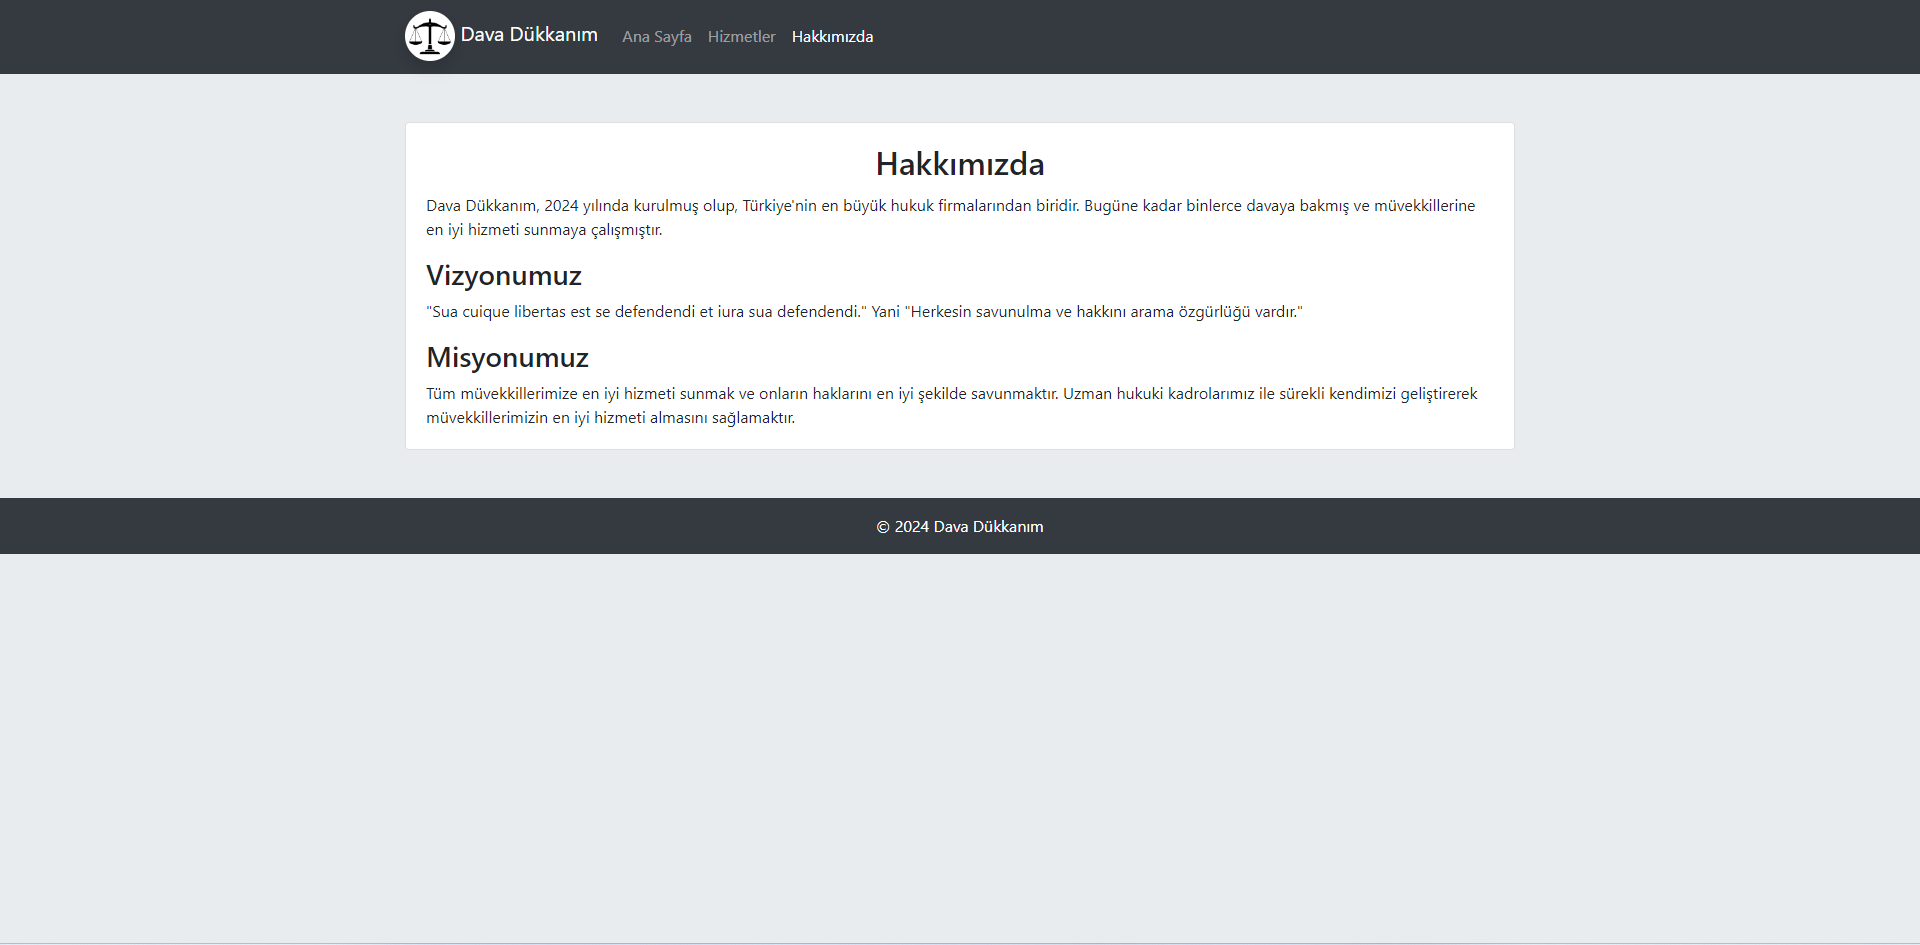 Dava Dükkanım
Ana Sayfa
Hizmetler
Hakkımızda
Hakkımızda
Dava Dükkanım, 2024 yılında kurulmuş olup, Türkiye'nin en büyük hukuk firmalarından biridir. Bugüne kadar binlerce davaya bakmış ve müvekkillerine
en iyi hizmeti sunmaya çalışmıştır.
Vizyonumuz
"Sua cuique libertas est se defendendi et iura sua defendendi." Yani "Herkesin savunulma ve hakkını arama özgürlüğü vardır."
Misyonumuz
Tüm müvekkillerimize en iyi hizmeti sunmak ve onların haklarını en iyi şekilde savunmaktır. Uzman hukuki kadrolarımız ile sürekli kendimizi geliştirerek
müvekkillerimizin en iyi hizmeti almasını sağlamaktır.
© 2024 Dava Dükkanım